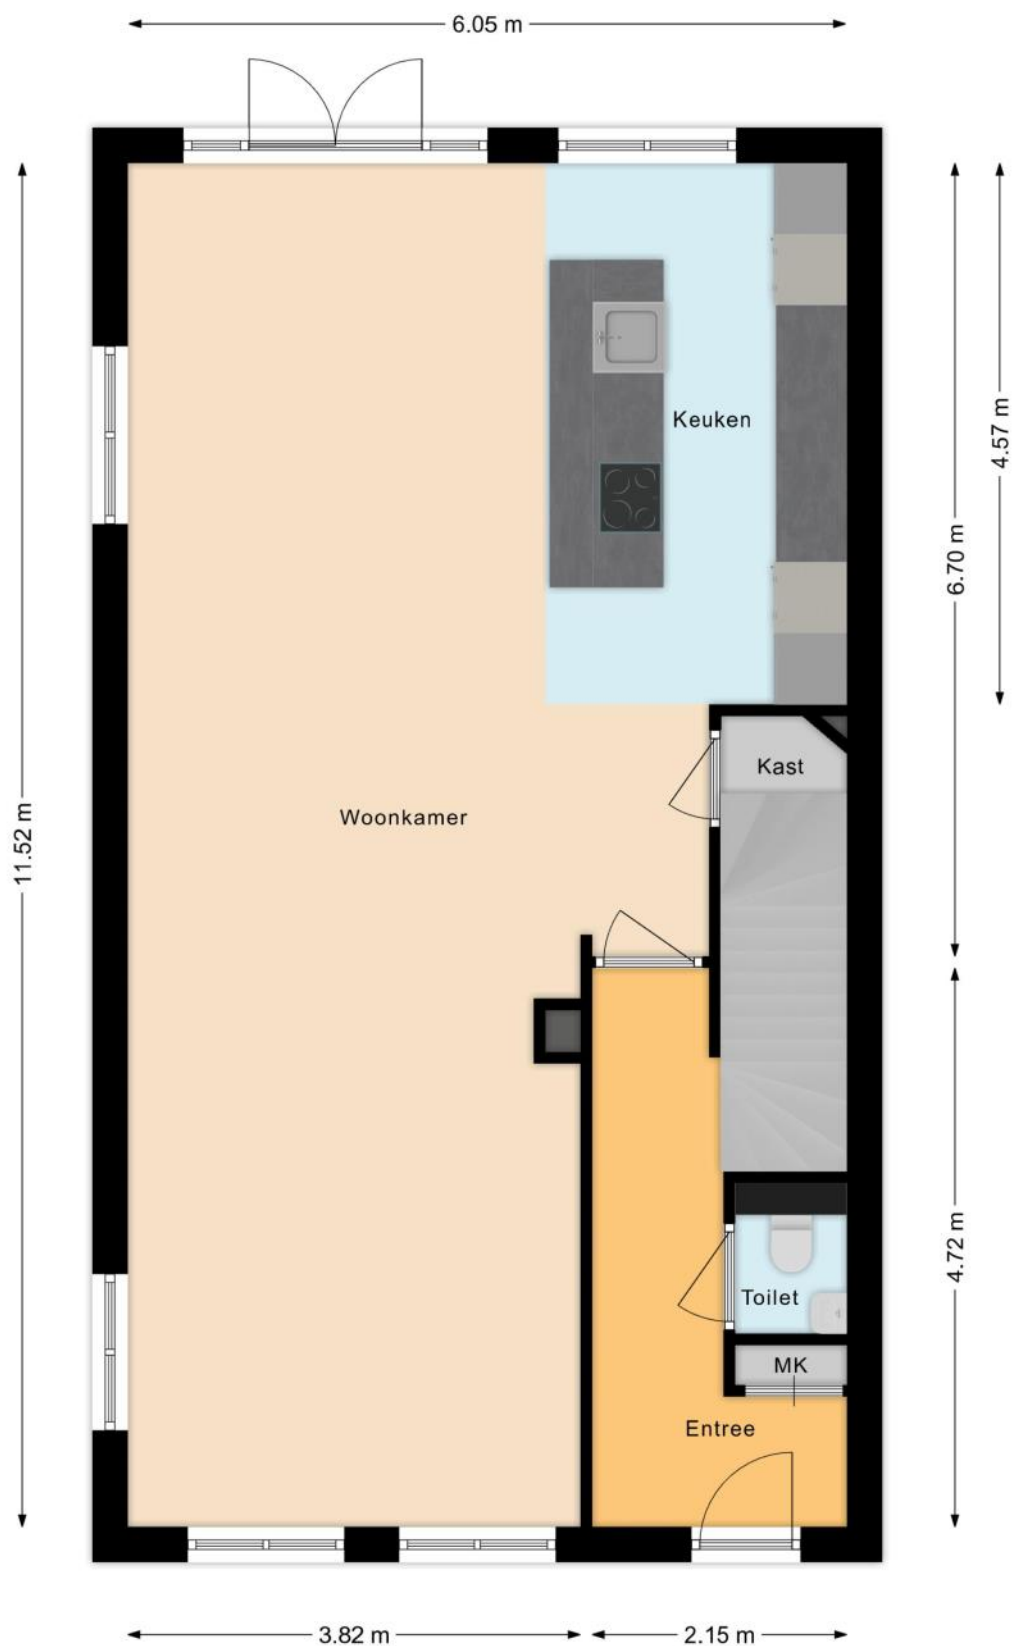 6.05 m
Keuken
4.57 m
6.70 m
Kast
Woonkamer
11.52 m
4.72 m
Toilet
MK
Entree
3.82 m
2.15 m